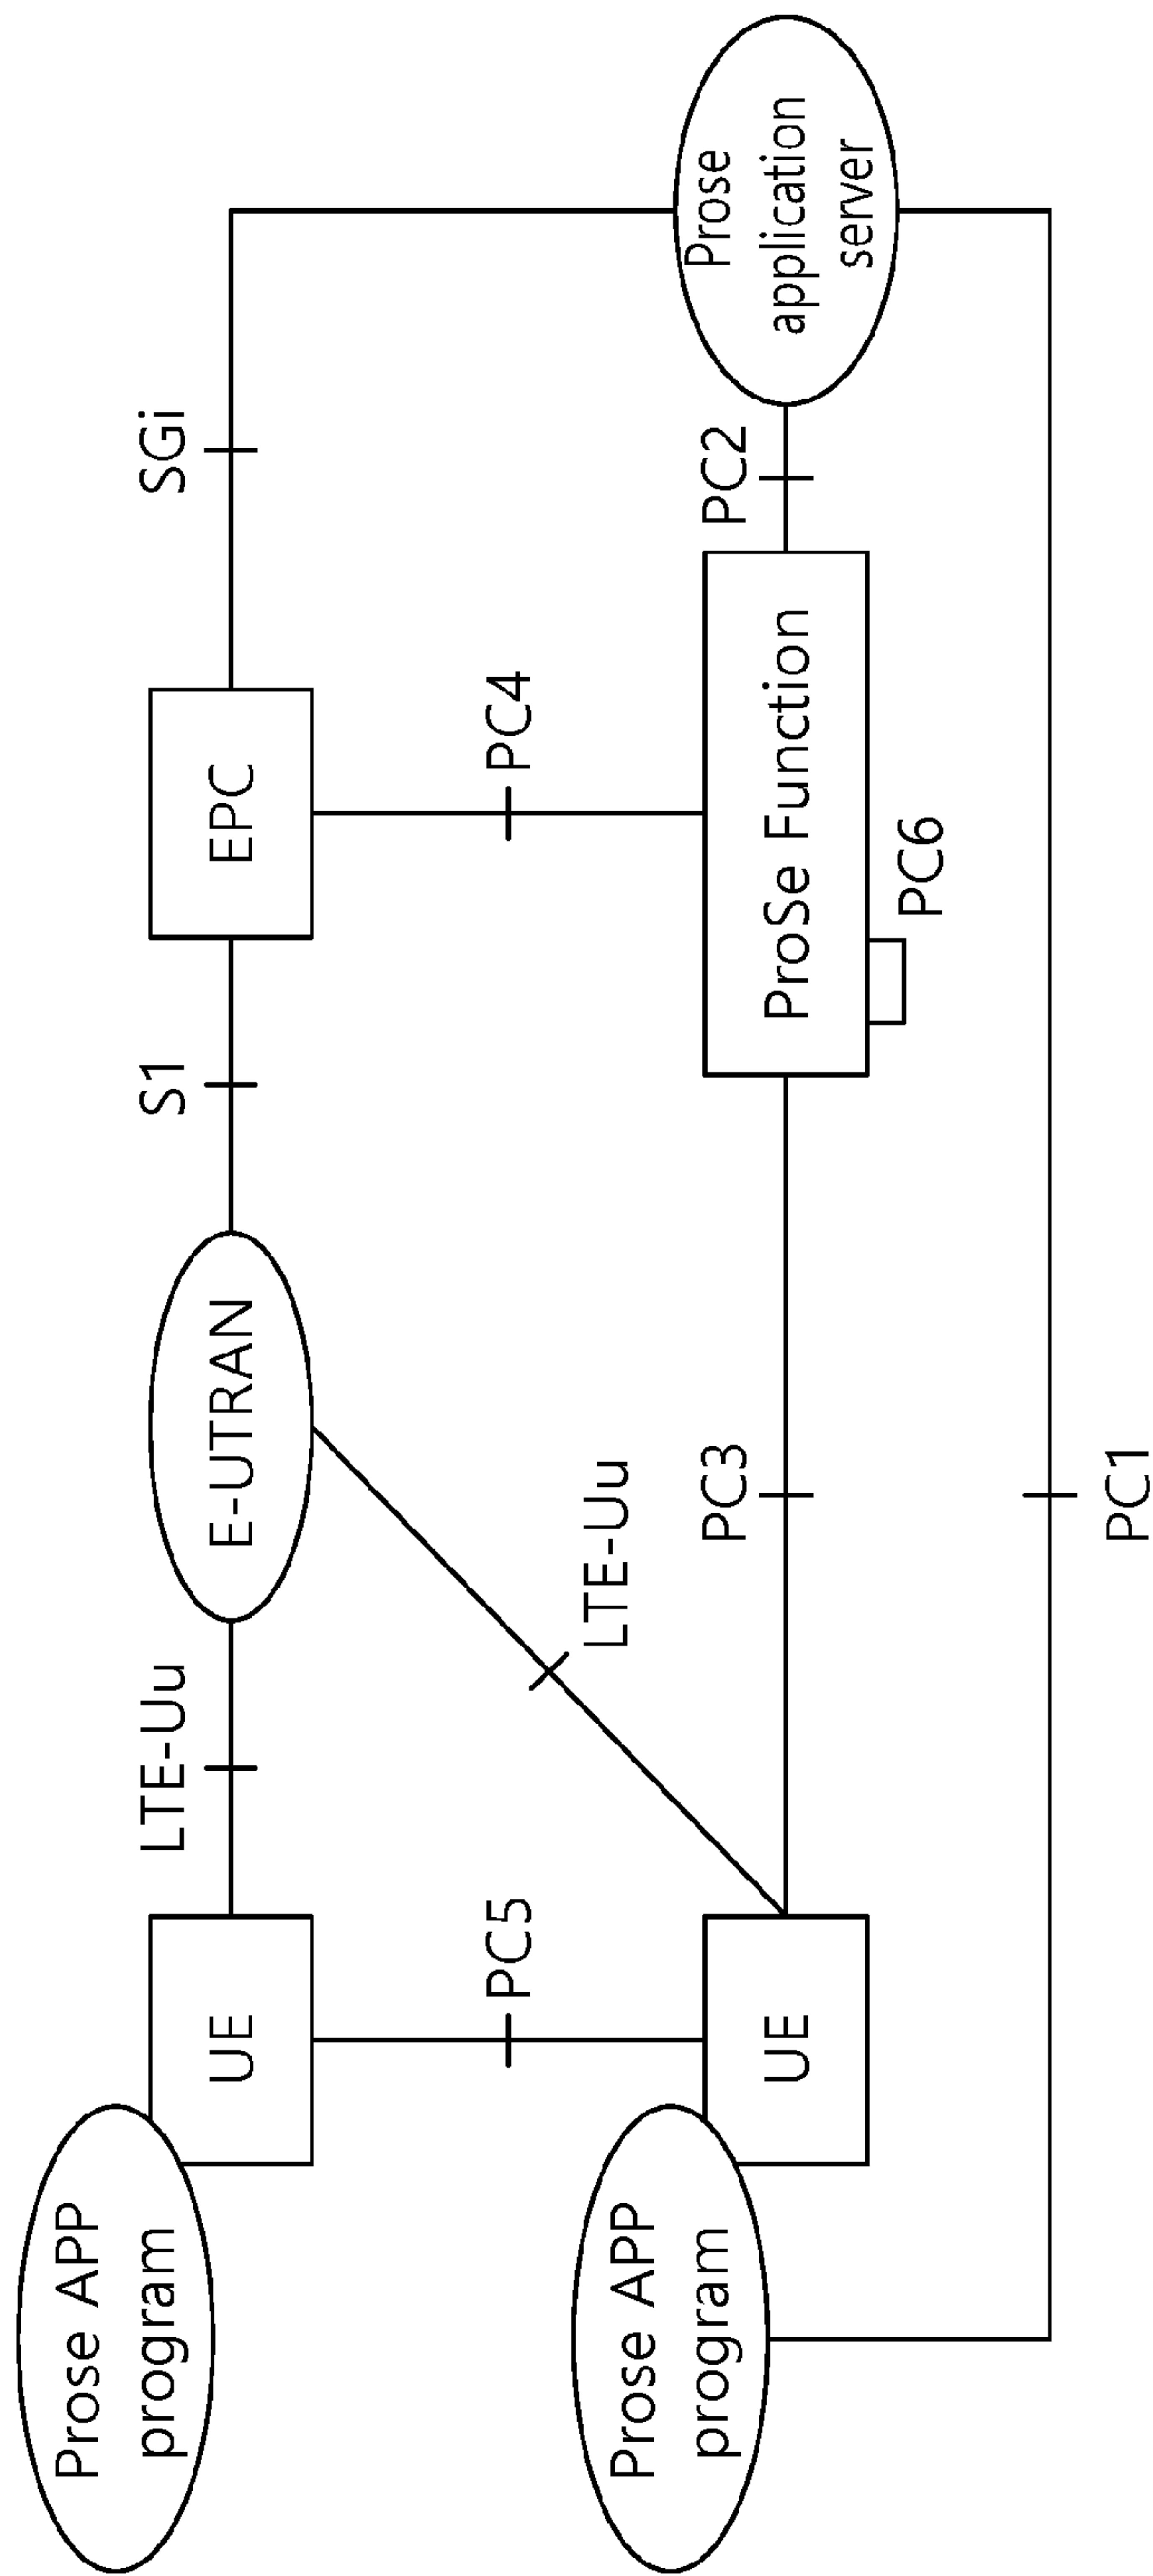 Prose APP
program
UE
LTE-Uu
E-UTRAN
S1
EPC
SGi
PC5
LTE-Uu
PC4
Prose APP
program
UE
PC3
ProSe Function
PC2
Prose
application
server
PC6
PC1